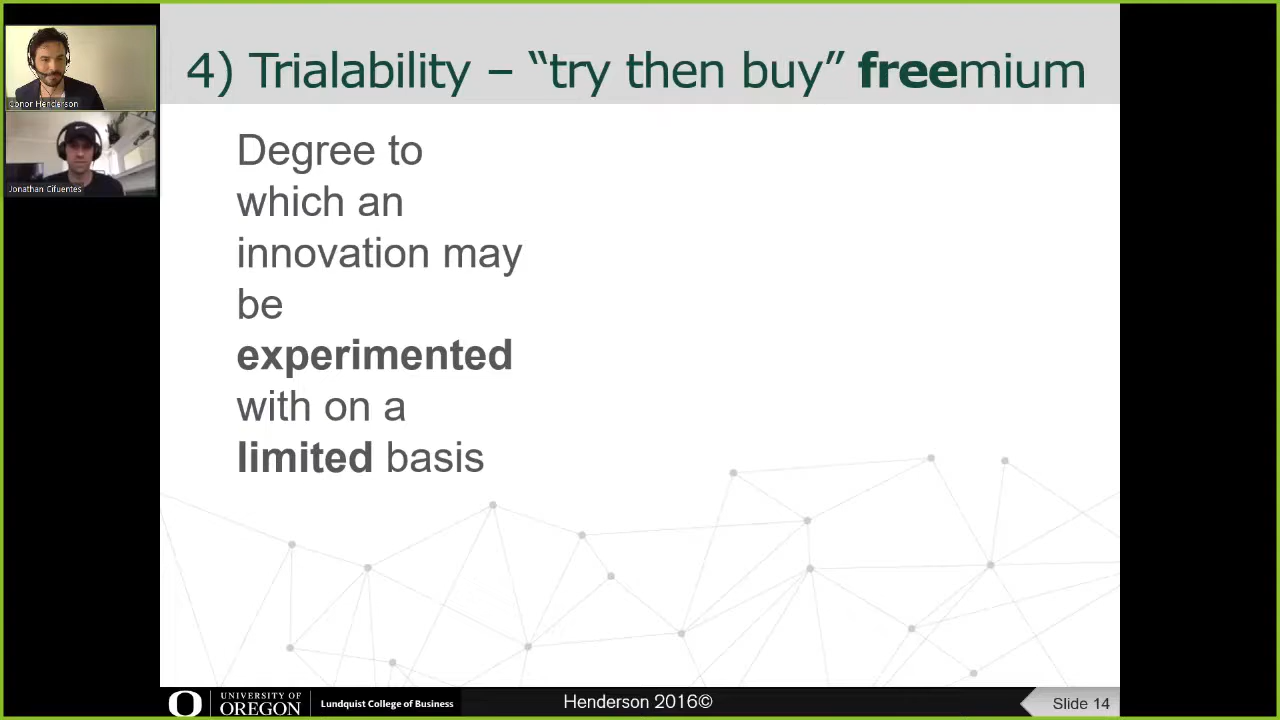 Conor Henderson
Jonathan Cifuentes
4) Trialability – “try then buy” freemium
Degree to
which an
innovation may
be
experimented
with on a
limited basis
UNIVERSITY OF
OREGON
Lundquist College of Business
Henderson 2016©
Slide 14